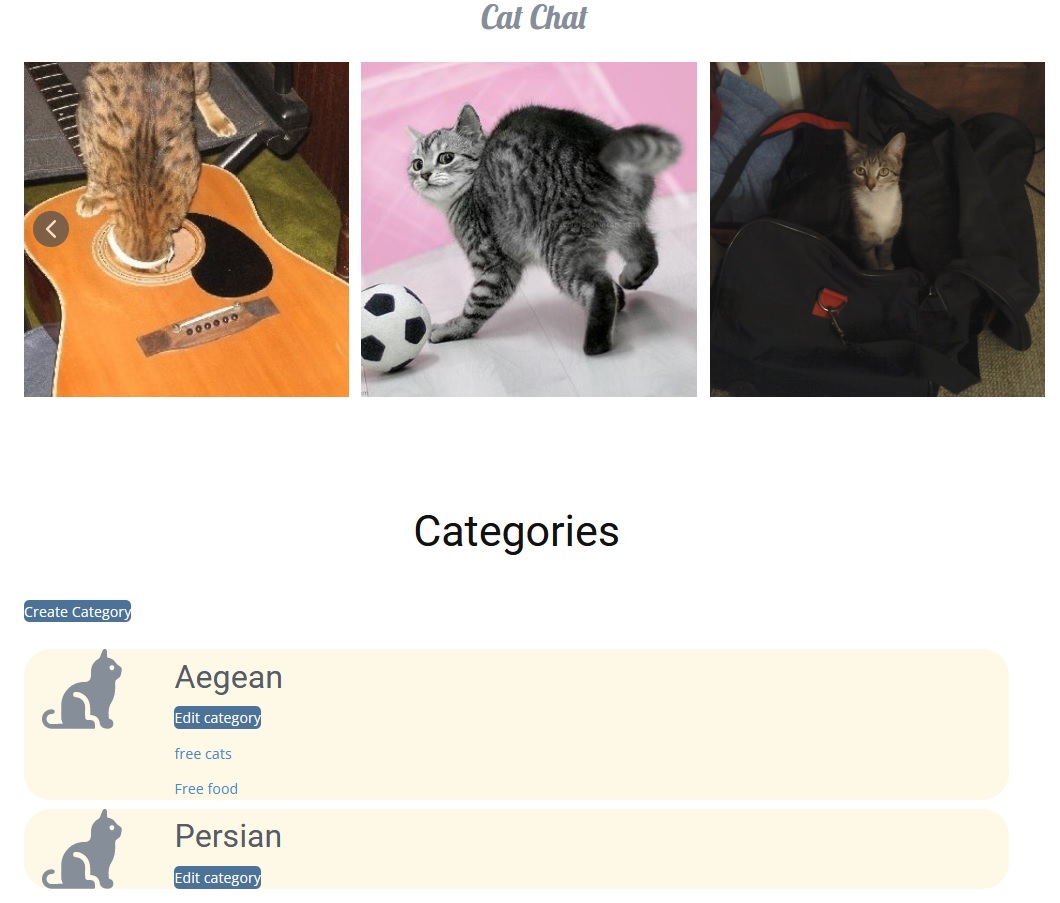 Cat Chat
Categories
Create Category
Aegean
Edit category
free cats
Free food
Persian
Edit category